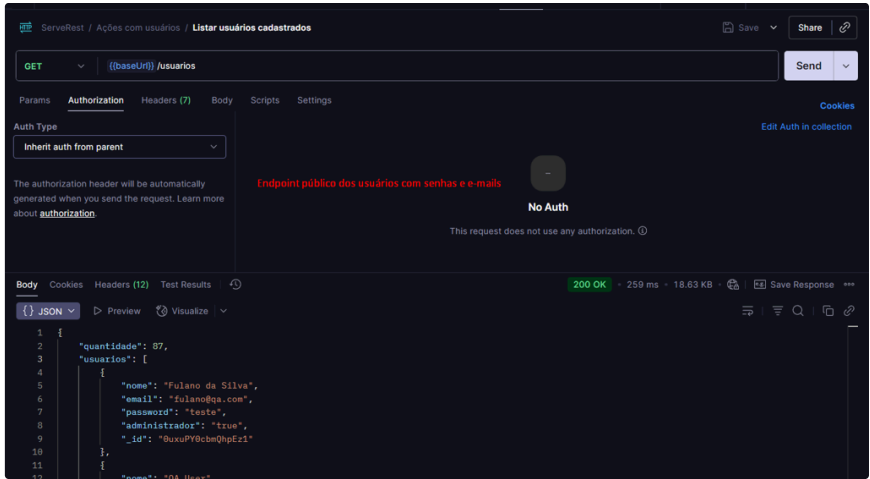 HTTP ServeRest / Ações com usuários / Listar usuários cadastrados Save Share
GET {{baseUrl}} /usuarios Send
Params Authorization Headers (7) Body Scripts Settings Cookies
Auth Type Edit Auth in collection
Inherit auth from parent
The authorization header will be automatically
generated when you send the request. Learn more
about authorization.
Endpoint público dos usuários com senhas e e-mails
No Auth
This request does not use any authorization.
Body Cookies Headers (12) Test Results 200 OK • 259 ms • 18.63 KB • Save Response
{} JSON Preview Visualize
1 {
2 "quantidade": 87,
3 "usuarios": [
4 {
5 "nome": "Fulano da Silva",
6 "email": "fulano@qa.com",
7 "password": "teste",
8 "administrador": "true",
9 "_id": "0uxuPY0cbmQhpEz1"
10 },
11 {
12 "nome": "QA User"